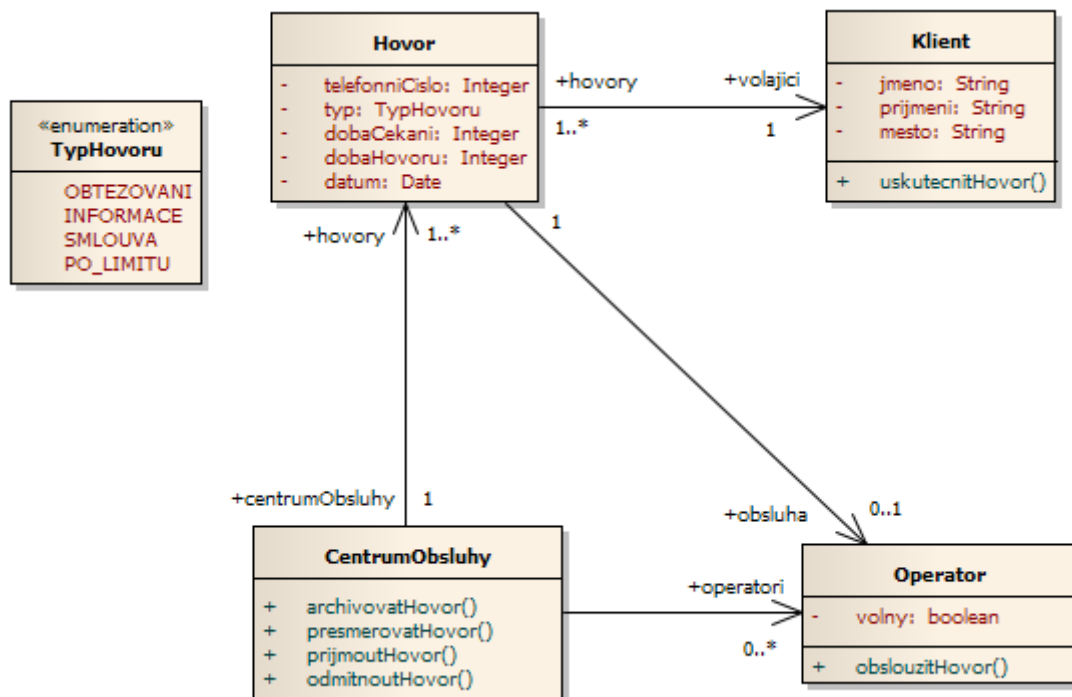 «enumeration»
TypHovoru
OBTEZOVANI
INFORMACE
SMLOUVA
PO_LIMITU
Hovor
- telefonniCislo: Integer
- typ: TypHovoru
- dobaCekani: Integer
- dobaHovoru: Integer
- datum: Date
+hovory
1..*
+volajici
1
Klient
- jmeno: String
- prijmeni: String
- mesto: String
+ uskutecnitHovor()
+hovory
1..*
1
+centrumObsluhy
1
+obsluha
0..1
CentrumObsluhy
+ archivovatHovor()
+ presmerovatHovor()
+ prijmoutHovor()
+ odmitnoutHovor()
+operatori
0..*
Operator
- volny: boolean
+ obslouzitHovor()